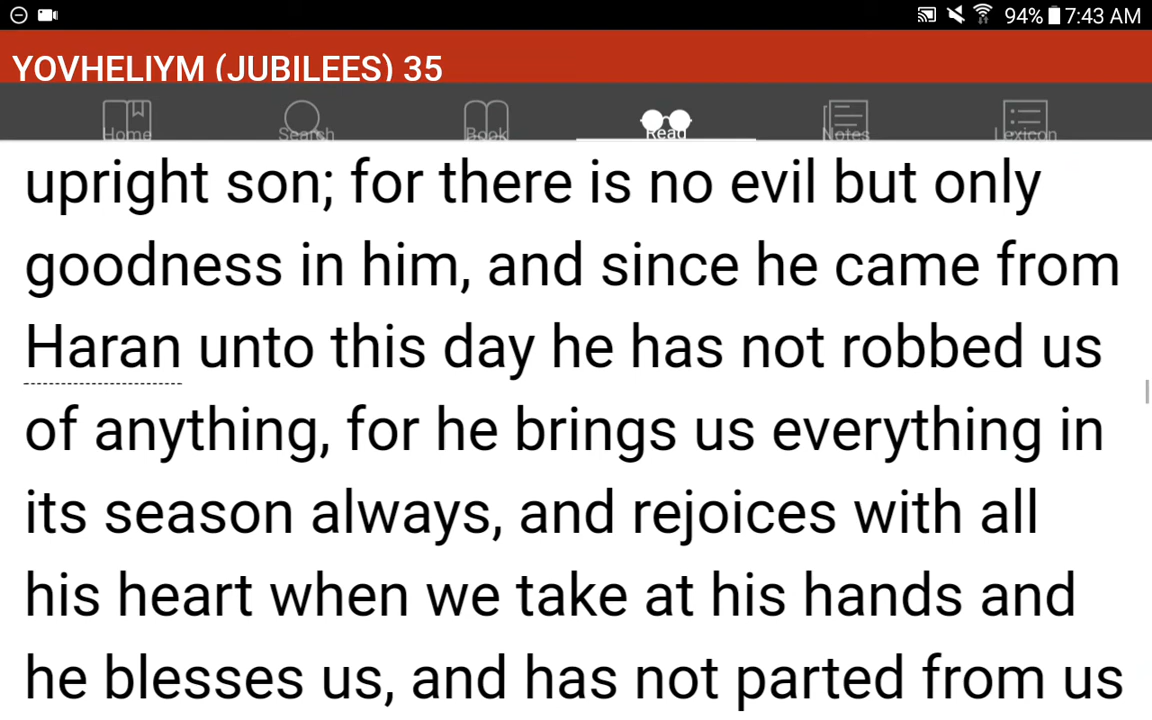 94% 7:43 AM
YOVHELIYM (JUBILEES) 35
Home Search Book Read Notes Lexicon
upright son; for there is no evil but only
goodness in him, and since he came from
Haran unto this day he has not robbed us
of anything, for he brings us everything in
its season always, and rejoices with all
his heart when we take at his hands and
he blesses us, and has not parted from us